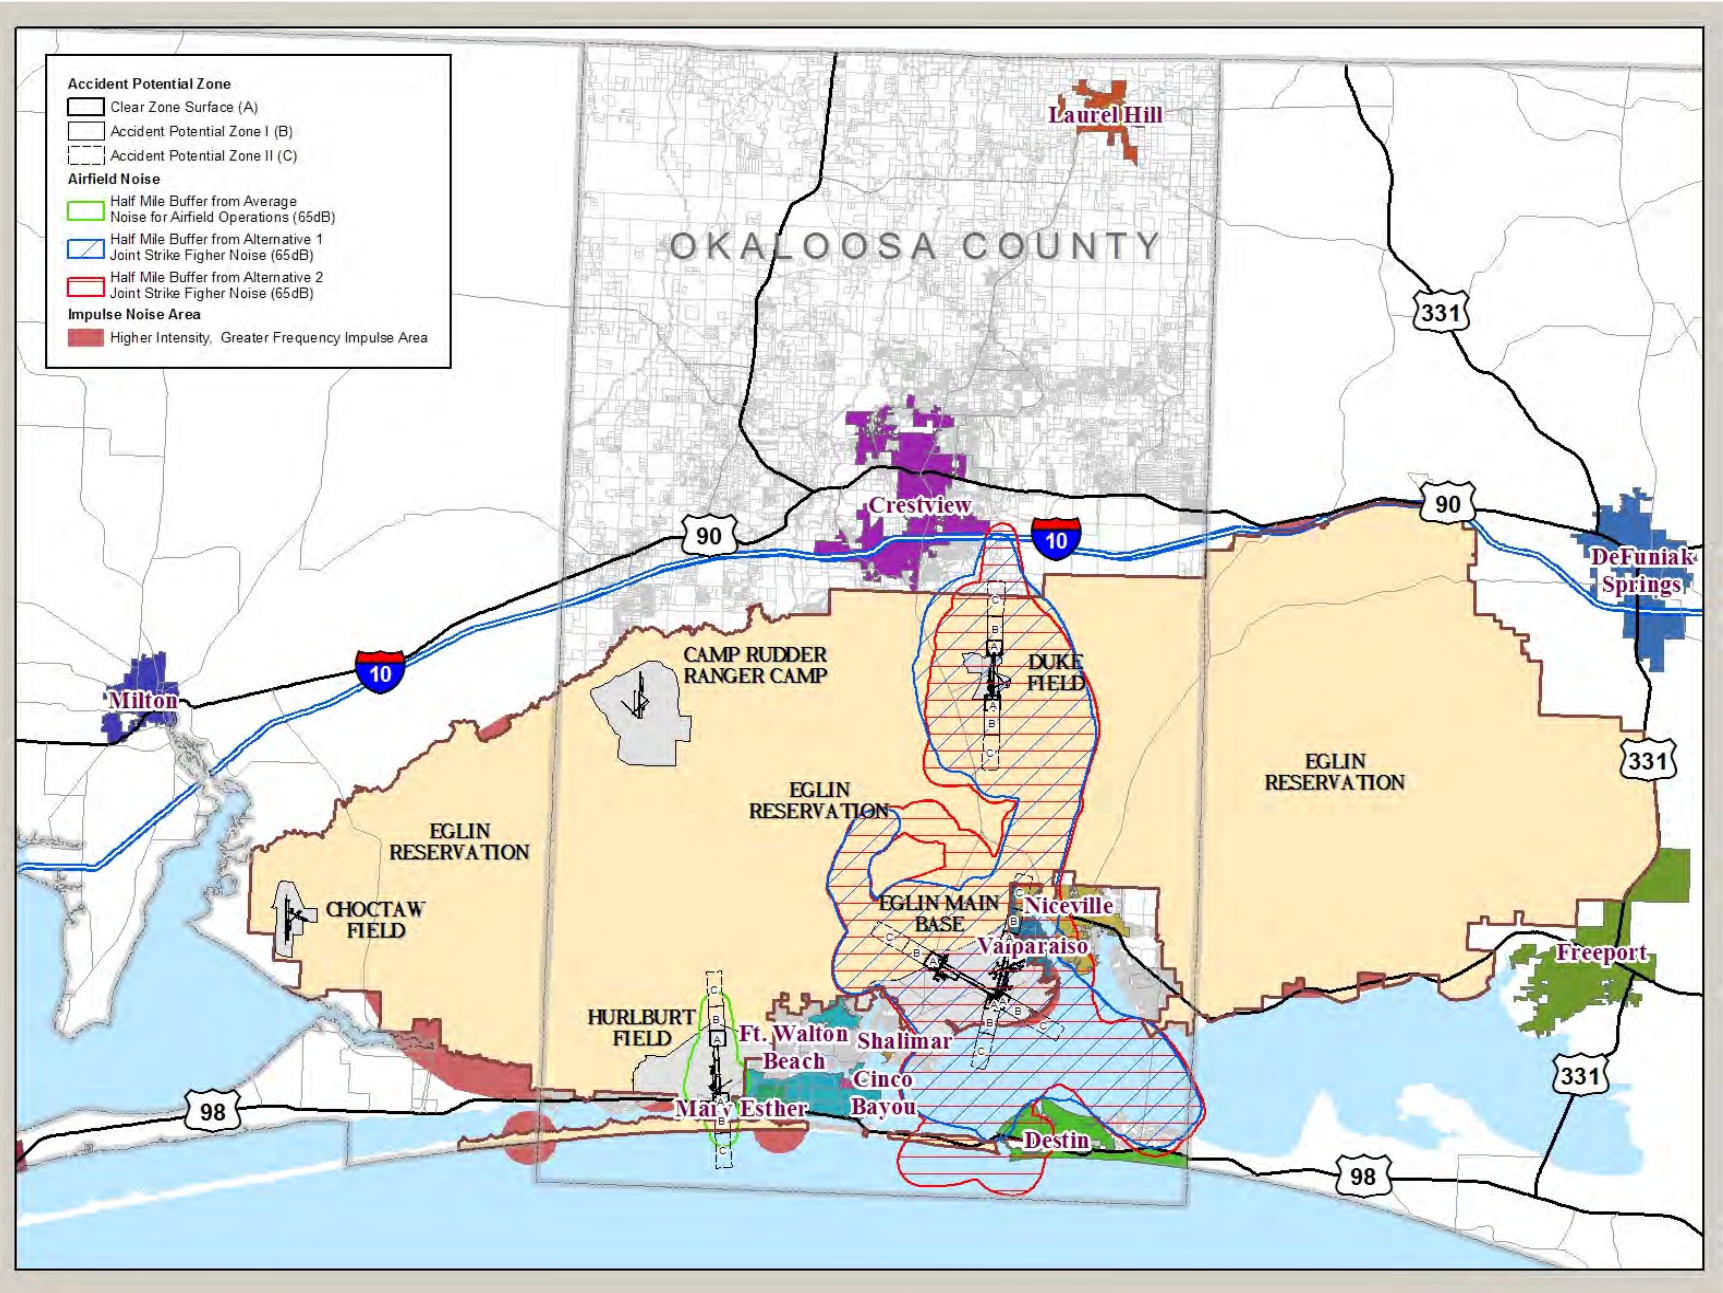 Accident Potential Zone
Clear Zone Surface (A)
Accident Potential Zone I (B)
Accident Potential Zone II (C)
Airfield Noise
Half Mile Buffer from Average
Noise for Airfield Operations (65dB)
Half Mile Buffer from Alternative 1
Joint Strike Figher Noise (65dB)
Half Mile Buffer from Alternative 2
Joint Strike Figher Noise (65dB)
Impulse Noise Area
Higher Intensity, Greater Frequency Impulse Area
Laurel Hill
OKALOOSA COUNTY
331
Crestview
90
90
10
DeFuniak
Springs
C
B
A
CAMP RUDDER
RANGER CAMP
DUKE
FIELD
10
Milton
A
B
C
331
EGLIN
RESERVATION
EGLIN
RESERVATION
EGLIN
RESERVATION
CHOCTAW
FIELD
EGLIN MAIN
BASE
C
Niceville
B
A
Valparaiso
C
B
A
Freeport
A
A
B
C
B
C
C
B
A
HURLBURT
FIELD
Ft. Walton
Beach
Shalimar
Cinco
Bayou
331
98
Mary Esther
A
B
C
Destin
98